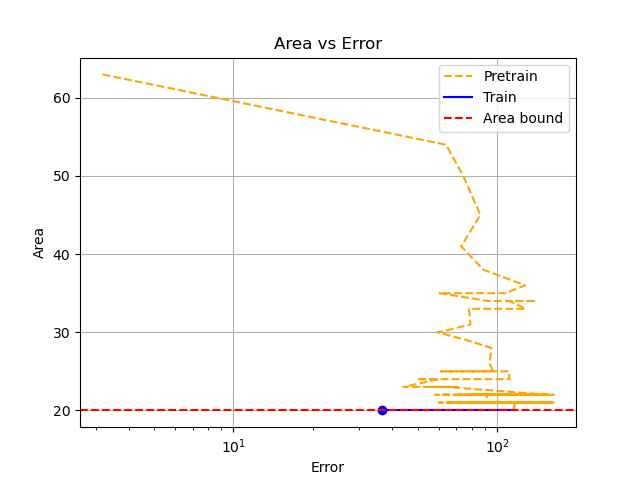 Area vs Error
Pretrain
Train
Area bound
60
50
40
30
20
Area
10¹
10²
Error